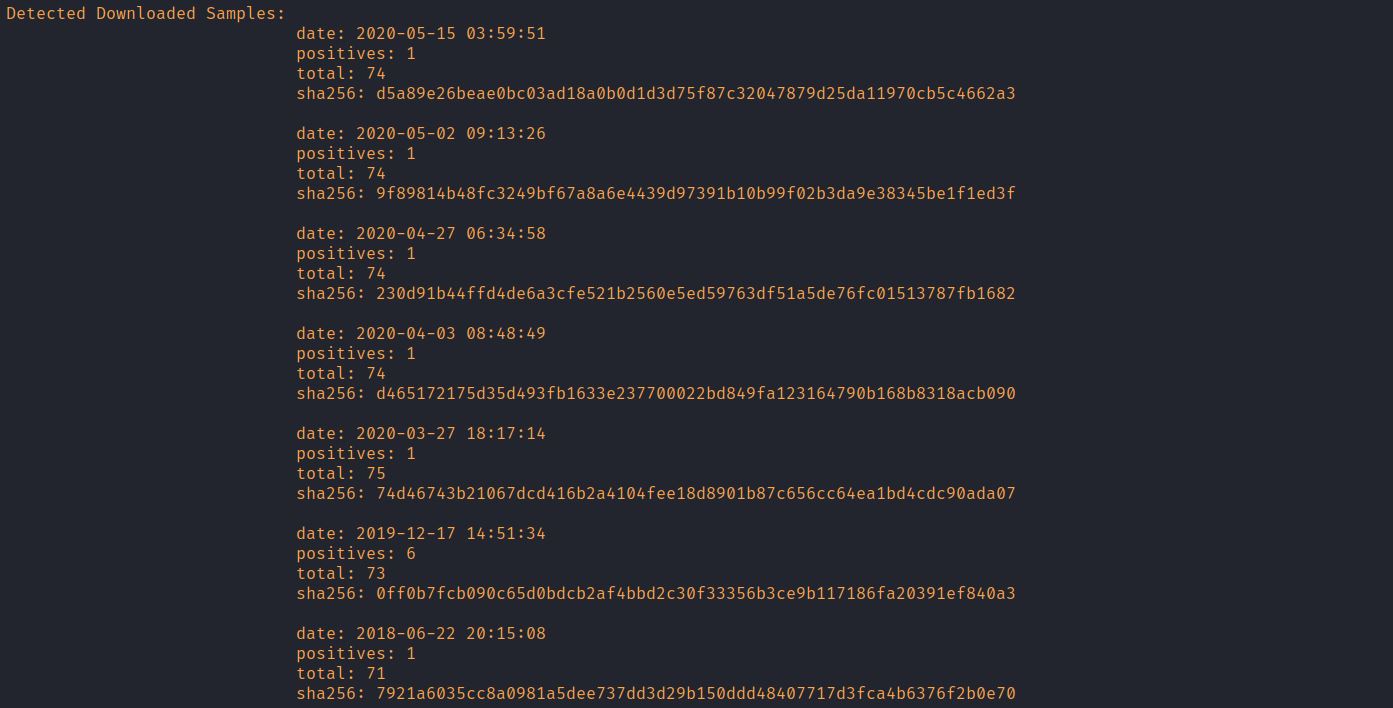 Detected Downloaded Samples:
date: 2020-05-15 03:59:51
positives: 1
total: 74
sha256: d5a89e26beae0bc03ad18a0b0d1d3d75f87c32047879d25da11970cb5c4662a3
date: 2020-05-02 09:13:26
positives: 1
total: 74
sha256: 9f89814b48fc3249bf67a8a6e4439d97391b10b99f02b3da9e38345be1f1ed3f
date: 2020-04-27 06:34:58
positives: 1
total: 74
sha256: 230d91b44ffd4de6a3cfe521b2560e5ed59763df51a5de76fc01513787fb1682
date: 2020-04-03 08:48:49
positives: 1
total: 74
sha256: d465172175d35d493fb1633e237700022bd849fa123164790b168b8318acb090
date: 2020-03-27 18:17:14
positives: 1
total: 75
sha256: 74d46743b21067dcd416b2a4104fee18d8901b87c656cc64ea1bd4cdc90ada07
date: 2019-12-17 14:51:34
positives: 6
total: 73
sha256: 0ff0b7fcb090c65d0bdcb2af4bbd2c30f33356b3ce9b117186fa20391ef840a3
date: 2018-06-22 20:15:08
positives: 1
total: 71
sha256: 7921a6035cc8a0981a5dee737dd3d29b150ddd48407717d3fca4b6376f2b0e70